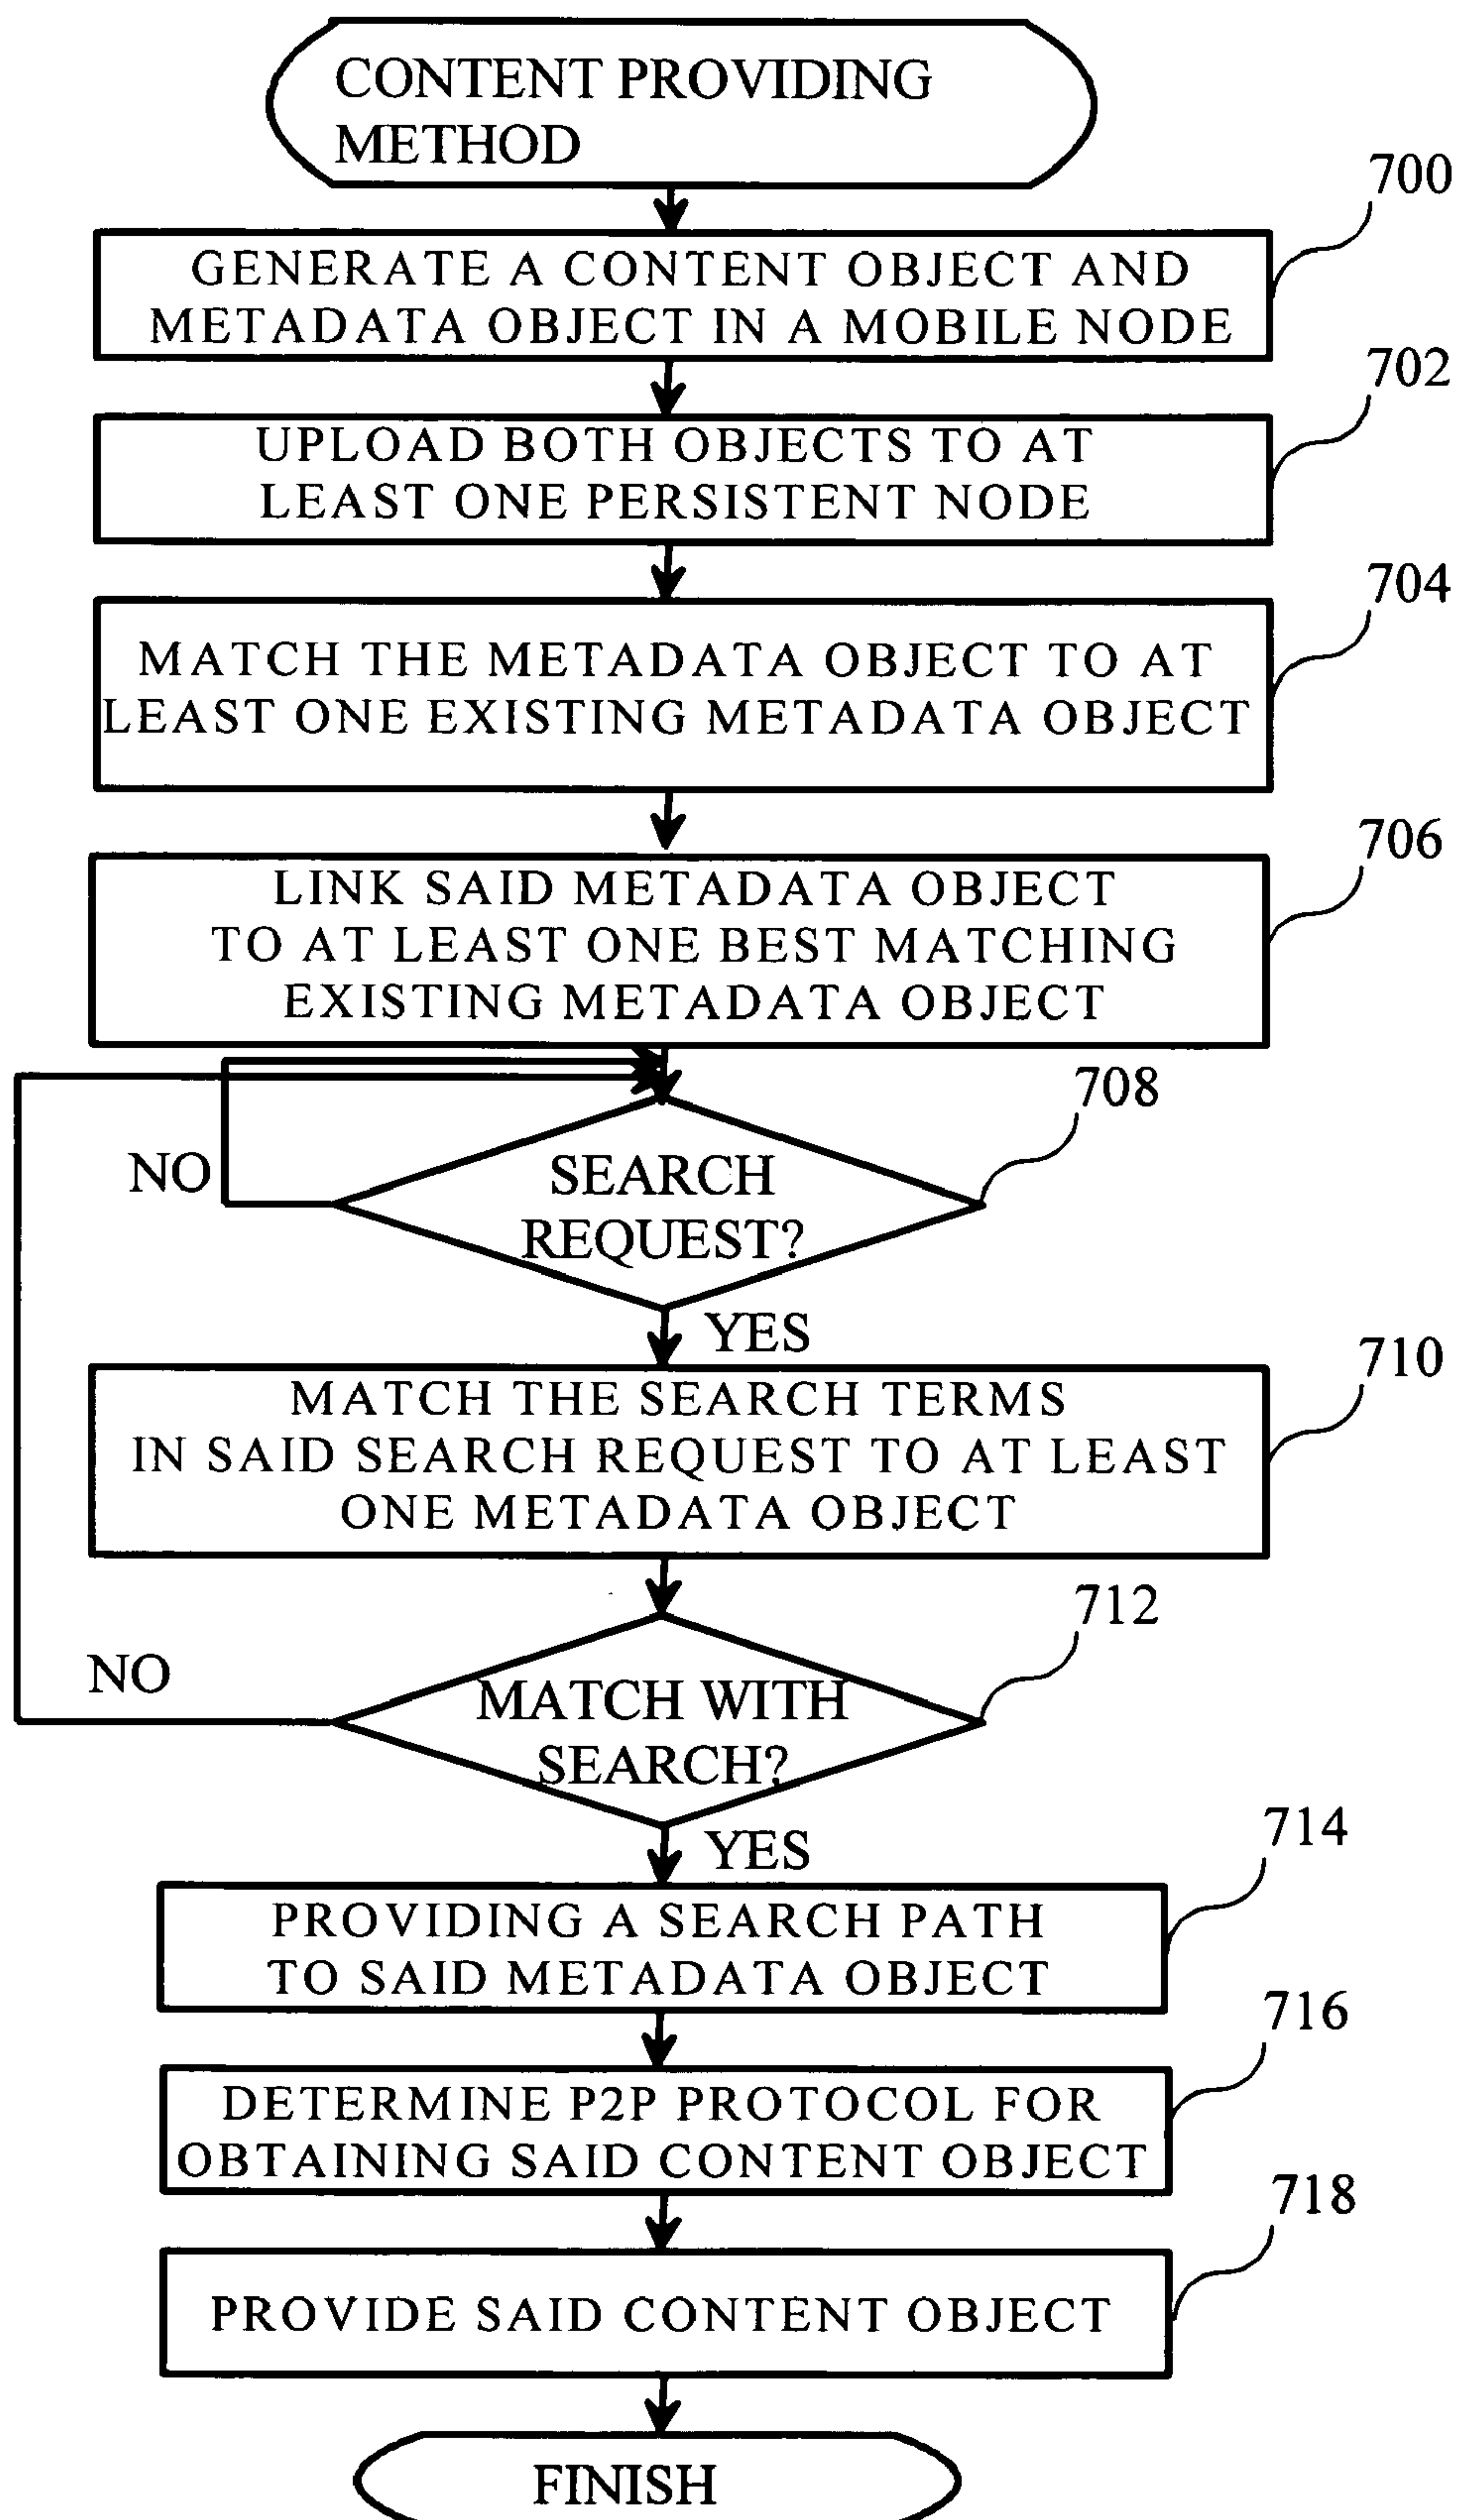 CONTENT PROVIDING
METHOD
700
GENERATE A CONTENT OBJECT AND
METADATA OBJECT IN A MOBILE NODE
702
UPLOAD BOTH OBJECTS TO AT
LEAST ONE PERSISTENT NODE
704
MATCH THE METADATA OBJECT TO AT
LEAST ONE EXISTING METADATA OBJECT
706
LINK SAID METADATA OBJECT
TO AT LEAST ONE BEST MATCHING
EXISTING METADATA OBJECT
708
NO
SEARCH
REQUEST?
YES
710
MATCH THE SEARCH TERMS
IN SAID SEARCH REQUEST TO AT LEAST
ONE METADATA OBJECT
712
NO
MATCH WITH
SEARCH?
YES
714
PROVIDING A SEARCH PATH
TO SAID METADATA OBJECT
716
DETERMINE P2P PROTOCOL FOR
OBTAINING SAID CONTENT OBJECT
718
PROVIDE SAID CONTENT OBJECT
FINISH